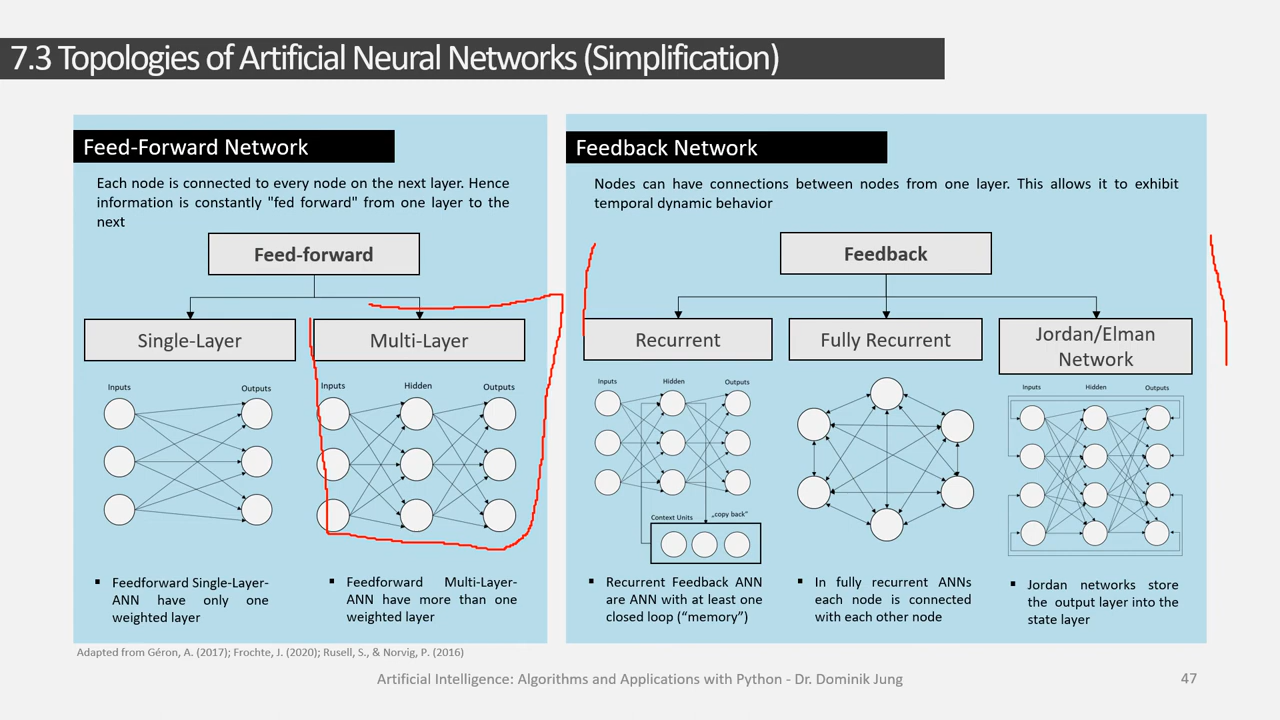 7.3 Topologies of Artificial Neural Networks (Simplification)
Feed-Forward Network
Each node is connected to every node on the next layer. Hence
information is constantly "fed forward" from one layer to the
next
Feed-forward
Single-Layer
Multi-Layer
Inputs
Outputs
Inputs
Hidden
Outputs
▪ Feedforward Single-Layer-
ANN have only one
weighted layer
▪ Feedforward Multi-Layer-
ANN have more than one
weighted layer
Feedback Network
Nodes can have connections between nodes from one layer. This allows it to exhibit
temporal dynamic behavior
Feedback
Recurrent
Fully Recurrent
Jordan/Elman
Network
Inputs
Hidden
Outputs
Context Units
„copy back“
Inputs
Hidden
Outputs
▪ Recurrent Feedback ANN
are ANN with at least one
closed loop (“memory”)
▪ In fully recurrent ANNs
each node is connected
with each other node
▪ Jordan networks store
the output layer into the
state layer
Adapted from Géron, A. (2017); Frochte, J. (2020); Rusell, S., & Norvig, P. (2016)
Artificial Intelligence: Algorithms and Applications with Python - Dr. Dominik Jung
47